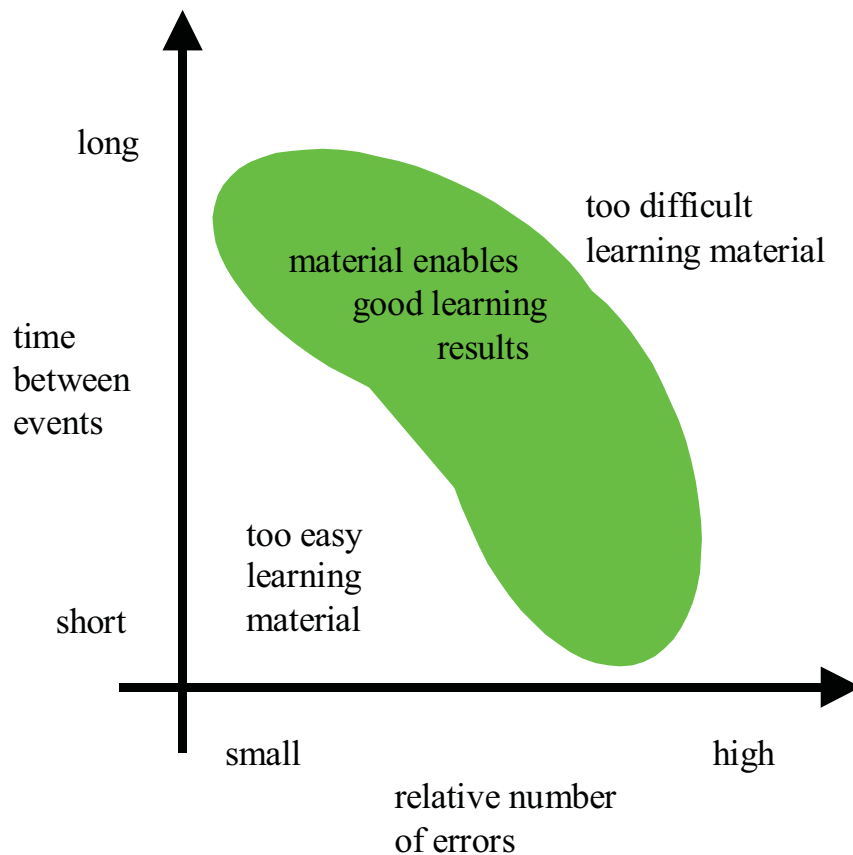 long
too difficult
learning material
material enables
good learning
results
time
between
events
too easy
learning
material
short
small
high
relative number
of errors